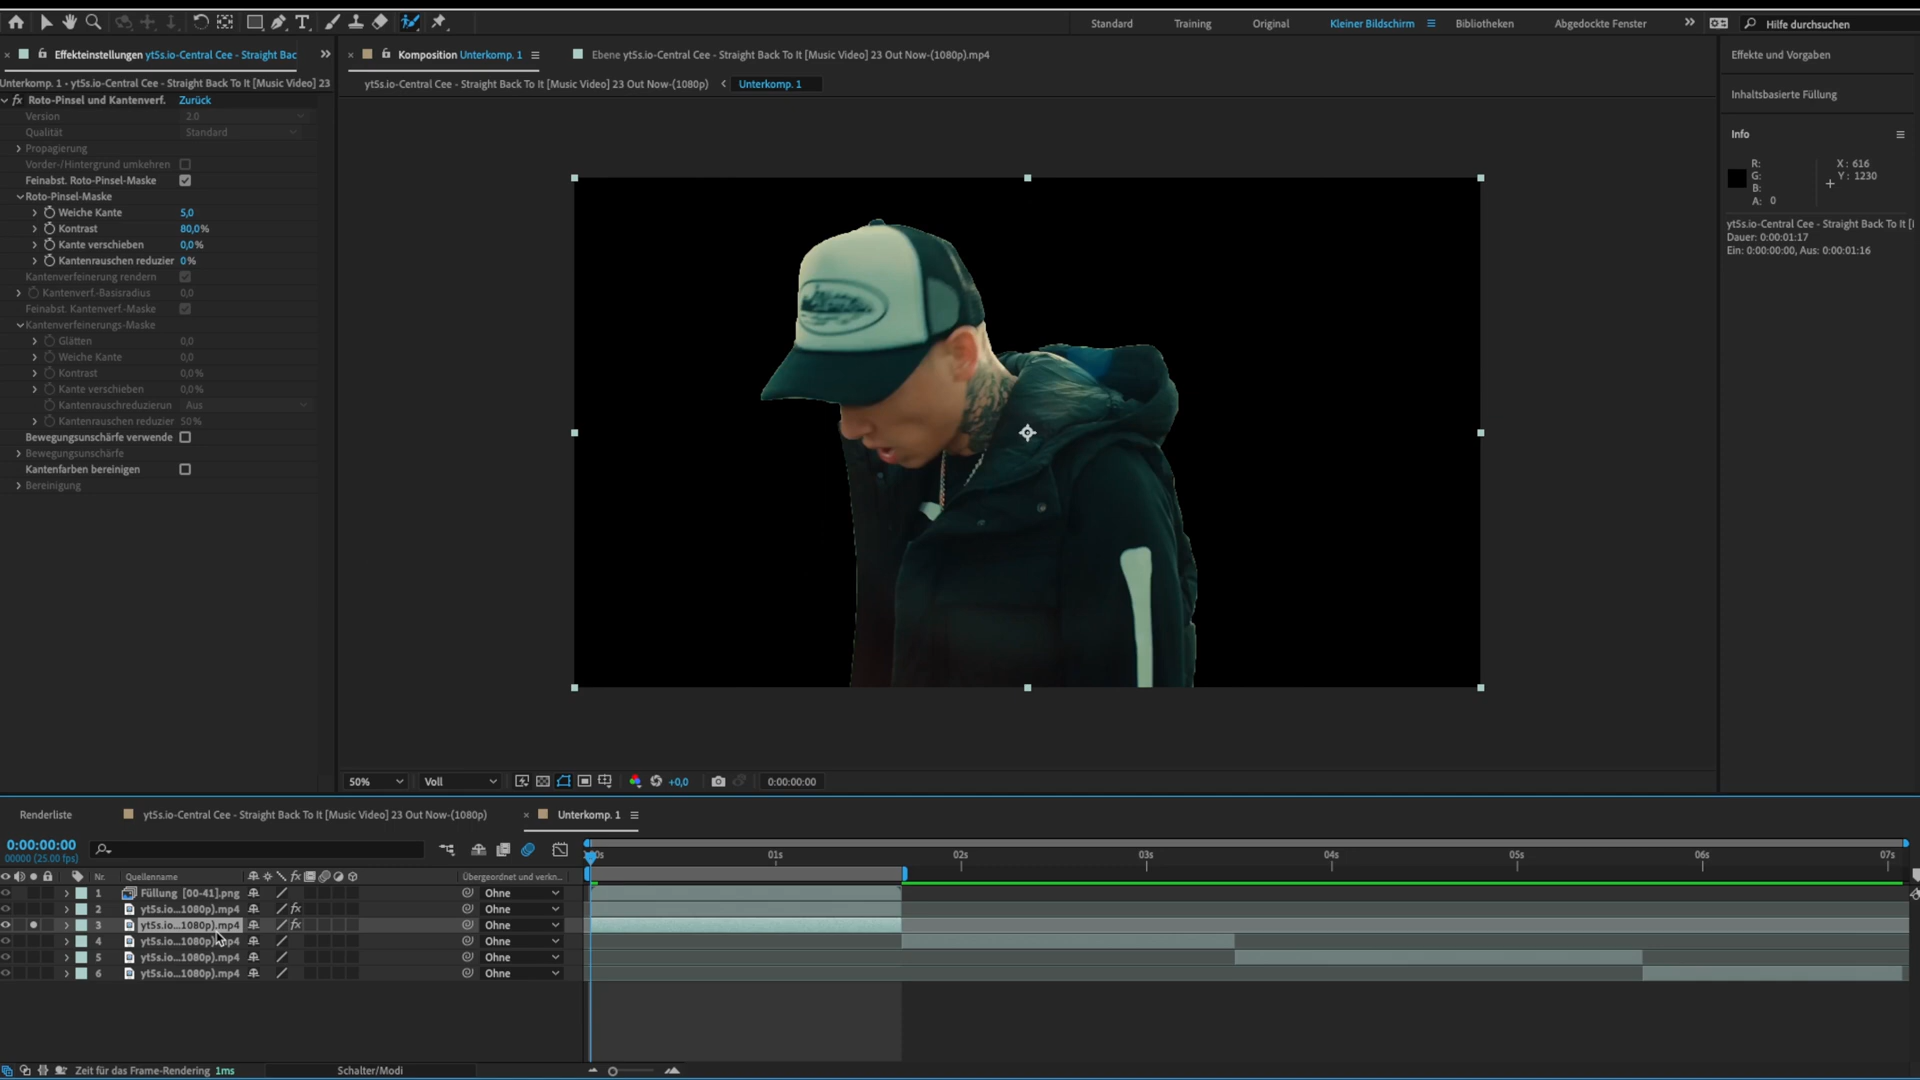 Standard
Training
Original
Kleiner Bildschirm
Bibliotheken
Abgedockte Fenster
Hilfe durchsuchen
Effekteinstellungen yt5s.io-Central Cee - Straight Bac
Komposition Unterkomp. 1
Ebene yt5s.io-Central Cee - Straight Back To It [Music Video] 23 Out Now-(1080p).mp4
Effekte und Vorgaben
Unterkomp. 1 • yt5s.io-Central Cee - Straight Back To It [Music Video] 23
yt5s.io-Central Cee - Straight Back To It [Music Video] 23 Out Now-(1080p)
Unterkomp. 1
Inhaltsbasierte Füllung
Roto-Pinsel und Kantenverf. Zurück
Version 2.0
Qualität Standard
Propagierung
Vorder-/Hintergrund umkehren
Feinabst. Roto-Pinsel-Maske
Roto-Pinsel-Maske
Weiche Kante 5,0
Kontrast 80,0%
Kante verschieben 0,0%
Kantenrauschen reduzier 0%
Kantenverfeinerung rendern
Kantenverf.-Basisradius 0,0
Feinabst. Kantenverf.-Maske
Kantenverfeinerungs-Maske
Glätten 0,0
Weiche Kante 0,0
Kontrast 0,0%
Kante verschieben 0,0%
Kantenrauschreduzierun Aus
Kantenrauschen reduzier 50%
Bewegungsunschärfe verwende
Bewegungsunschärfe
Kantenfarben bereinigen
Bereinigung
Info
R:
G:
B:
A: 0
X: 616
Y: 1230
yt5s.io-Central Cee - Straight Back To It [
Dauer: 0:00:01:17
Ein: 0:00:00:00, Aus: 0:00:01:16
50% Voll +0,0 0:00:00:00
Renderliste
yt5s.io-Central Cee - Straight Back To It [Music Video] 23 Out Now-(1080p)
Unterkomp. 1
0:00:00:00
00000 (25.00 fps)
01s 02s 03s 04s 05s 06s 07s
Nr. Quellenname fx Übergeordnet und verkn...
1 Füllung [00-41].png Ohne
2 yt5s.io...1080p).mp4 fx Ohne
3 yt5s.io...1080p).mp4 fx Ohne
4 yt5s.io...1080p).mp4 Ohne
5 yt5s.io...1080p).mp4 Ohne
6 yt5s.io...1080p).mp4 Ohne
Zeit für das Frame-Rendering 1ms
Schalter/Modi